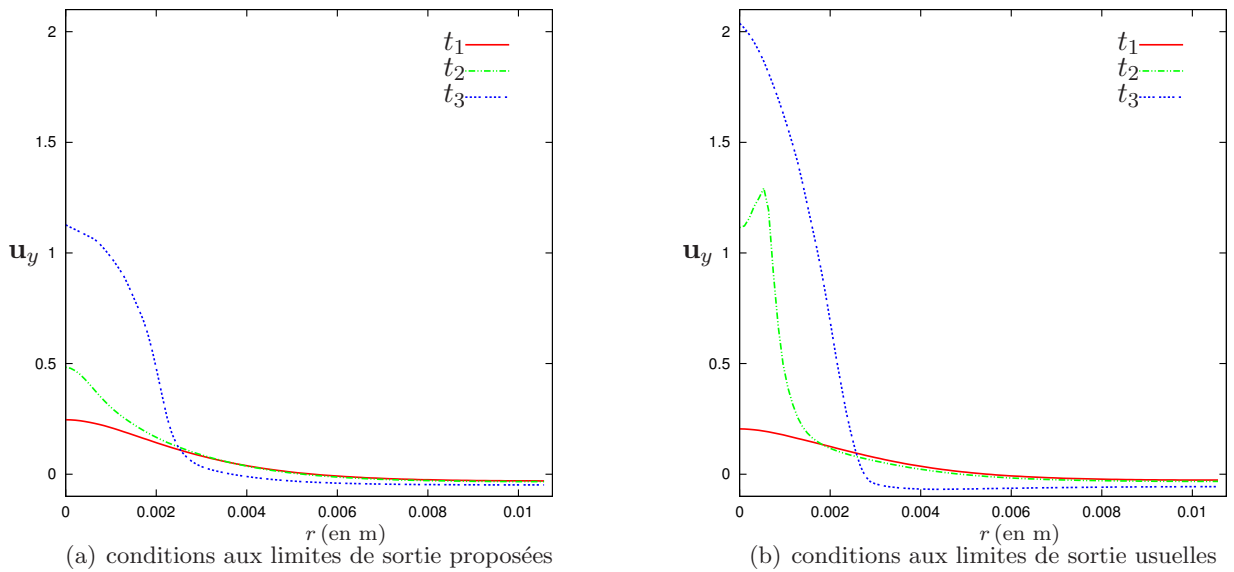 2
1.5
1
0.5
0
u_y
t_1
t_2
t_3
0 0.002 0.004 0.006 0.008 0.01
r (en m)
(a) conditions aux limites de sortie proposées
2
1.5
1
0.5
0
u_y
t_1
t_2
t_3
0 0.002 0.004 0.006 0.008 0.01
r (en m)
(b) conditions aux limites de sortie usuelles